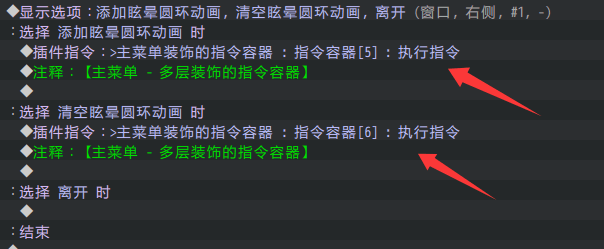 ◆显示选项：添加眩晕圆环动画, 清空眩晕圆环动画, 离开 (窗口, 右侧, #1, -)
：选择 添加眩晕圆环动画 时
◆插件指令：>主菜单装饰的指令容器 : 指令容器[5] : 执行指令
◆注释：【主菜单 - 多层装饰的指令容器】
◆
：选择 清空眩晕圆环动画 时
◆插件指令：>主菜单装饰的指令容器 : 指令容器[6] : 执行指令
◆注释：【主菜单 - 多层装饰的指令容器】
◆
：选择 离开 时
◆
：结束